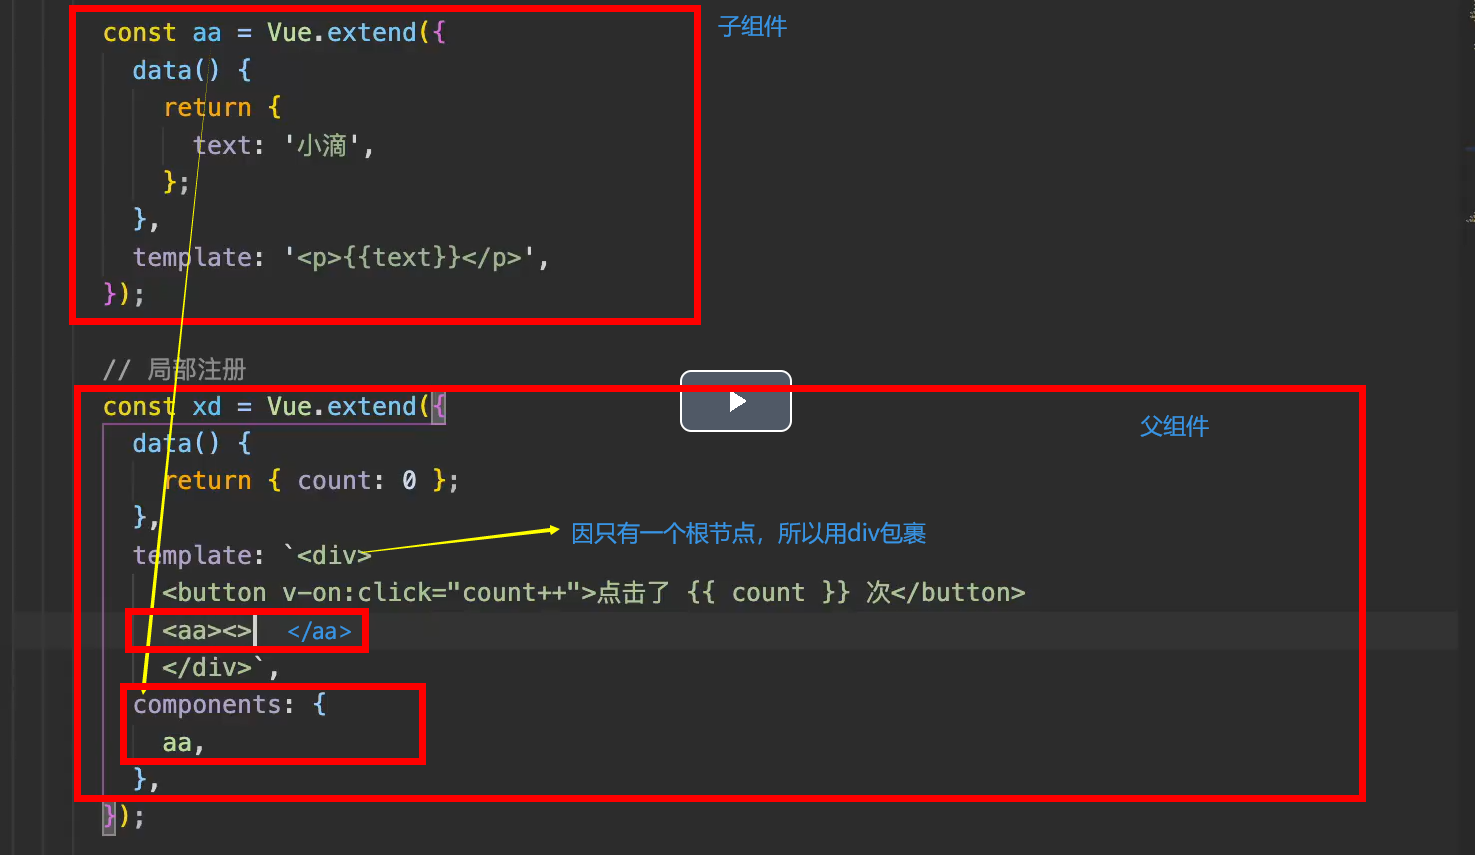 const aa = Vue.extend({
子组件
data() {
return {
text: '小滴',
};
},
template: '<p>{{text}}</p>',
});
// 局部注册
const xd = Vue.extend({
父组件
data() {
return { count: 0 };
},
因只有一个根节点，所以用div包裹
template: `<div>
<button v-on:click="count++">点击了 {{ count }} 次</button>
<aa><> </aa>
</div>`,
components: {
aa,
},
});